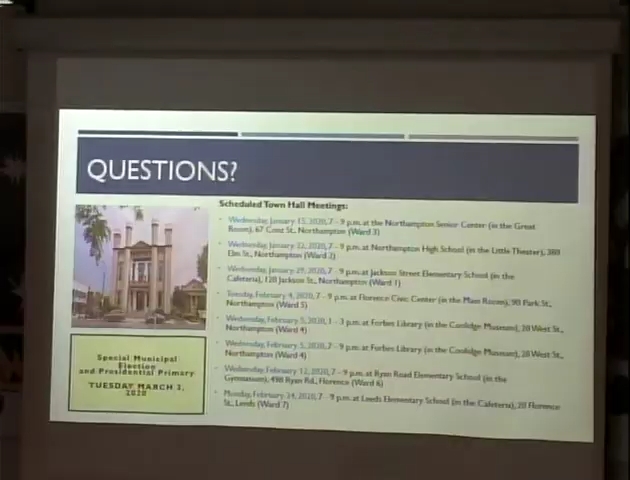 QUESTIONS?
Scheduled Town Hall Meetings:
Wednesday, January 15, 2020, 7 - 9 p.m. at the Northampton Senior Center (in the Great
Room), 67 Conz St., Northampton (Ward 3)
Wednesday, January 22, 2020, 7 - 9 p.m. at Northampton High School (in the Little Theater), 380
Elm St., Northampton (Ward 2)
Wednesday, January 29, 2020, 7 - 9 p.m. at Jackson Street Elementary School (in the
Cafeteria), 120 Jackson St., Northampton (Ward 1)
Tuesday, February 4, 2020, 7 - 9 p.m. at Florence Civic Center (in the Main Room), 90 Park St.,
Northampton (Ward 5)
Wednesday, February 5, 2020, 1 - 3 p.m. at Forbes Library (in the Coolidge Museum), 20 West St.,
Northampton (Ward 4)
Wednesday, February 5, 2020, 7 - 9 p.m. at Forbes Library (in the Coolidge Museum), 20 West St.,
Northampton (Ward 4)
Wednesday, February 12, 2020, 7 - 9 p.m. at Ryan Road Elementary School (in the
Gymnasium), 498 Ryan Rd., Florence (Ward 6)
Monday, February 24, 2020, 7 - 9 p.m. at Leeds Elementary School (in the Cafeteria), 20 Florence
St., Leeds (Ward 7)
Special Municipal
Election
and Presidential Primary
TUESDAY MARCH 3,
2020